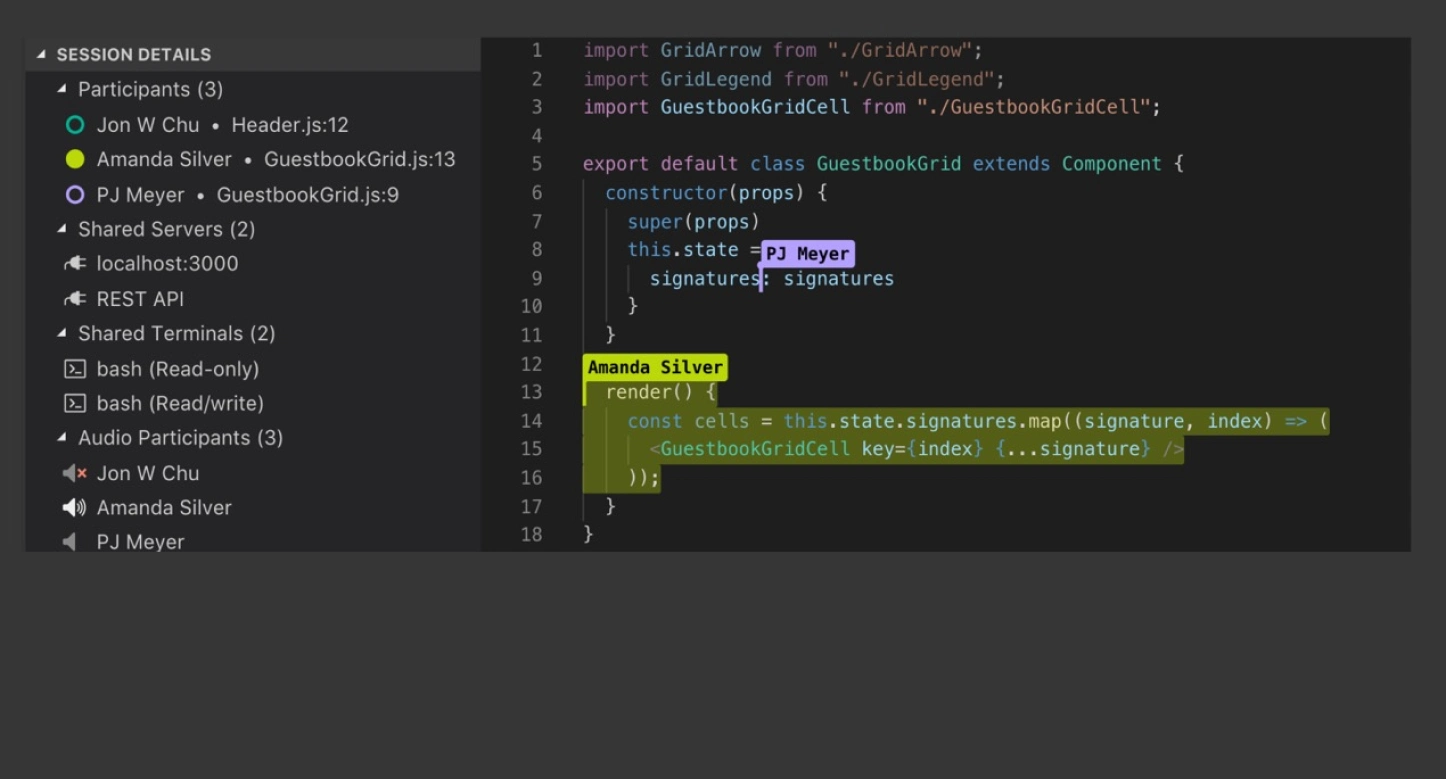 SESSION DETAILS
Participants (3)
Jon W Chu • Header.js:12
Amanda Silver • GuestbookGrid.js:13
PJ Meyer • GuestbookGrid.js:9
Shared Servers (2)
localhost:3000
REST API
Shared Terminals (2)
bash (Read-only)
bash (Read/write)
Audio Participants (3)
Jon W Chu
Amanda Silver
PJ Meyer
1 import GridArrow from "./GridArrow";
2 import GridLegend from "./GridLegend";
3 import GuestbookGridCell from "./GuestbookGridCell";
4
5 export default class GuestbookGrid extends Component {
6 constructor(props) {
7 super(props)
8 this.state = PJ Meyer
9 signatures: signatures
10 }
11 }
12 Amanda Silver
13 render() {
14 const cells = this.state.signatures.map((signature, index) => (
15 <GuestbookGridCell key={index} {...signature} />
16 ));
17 }
18 }